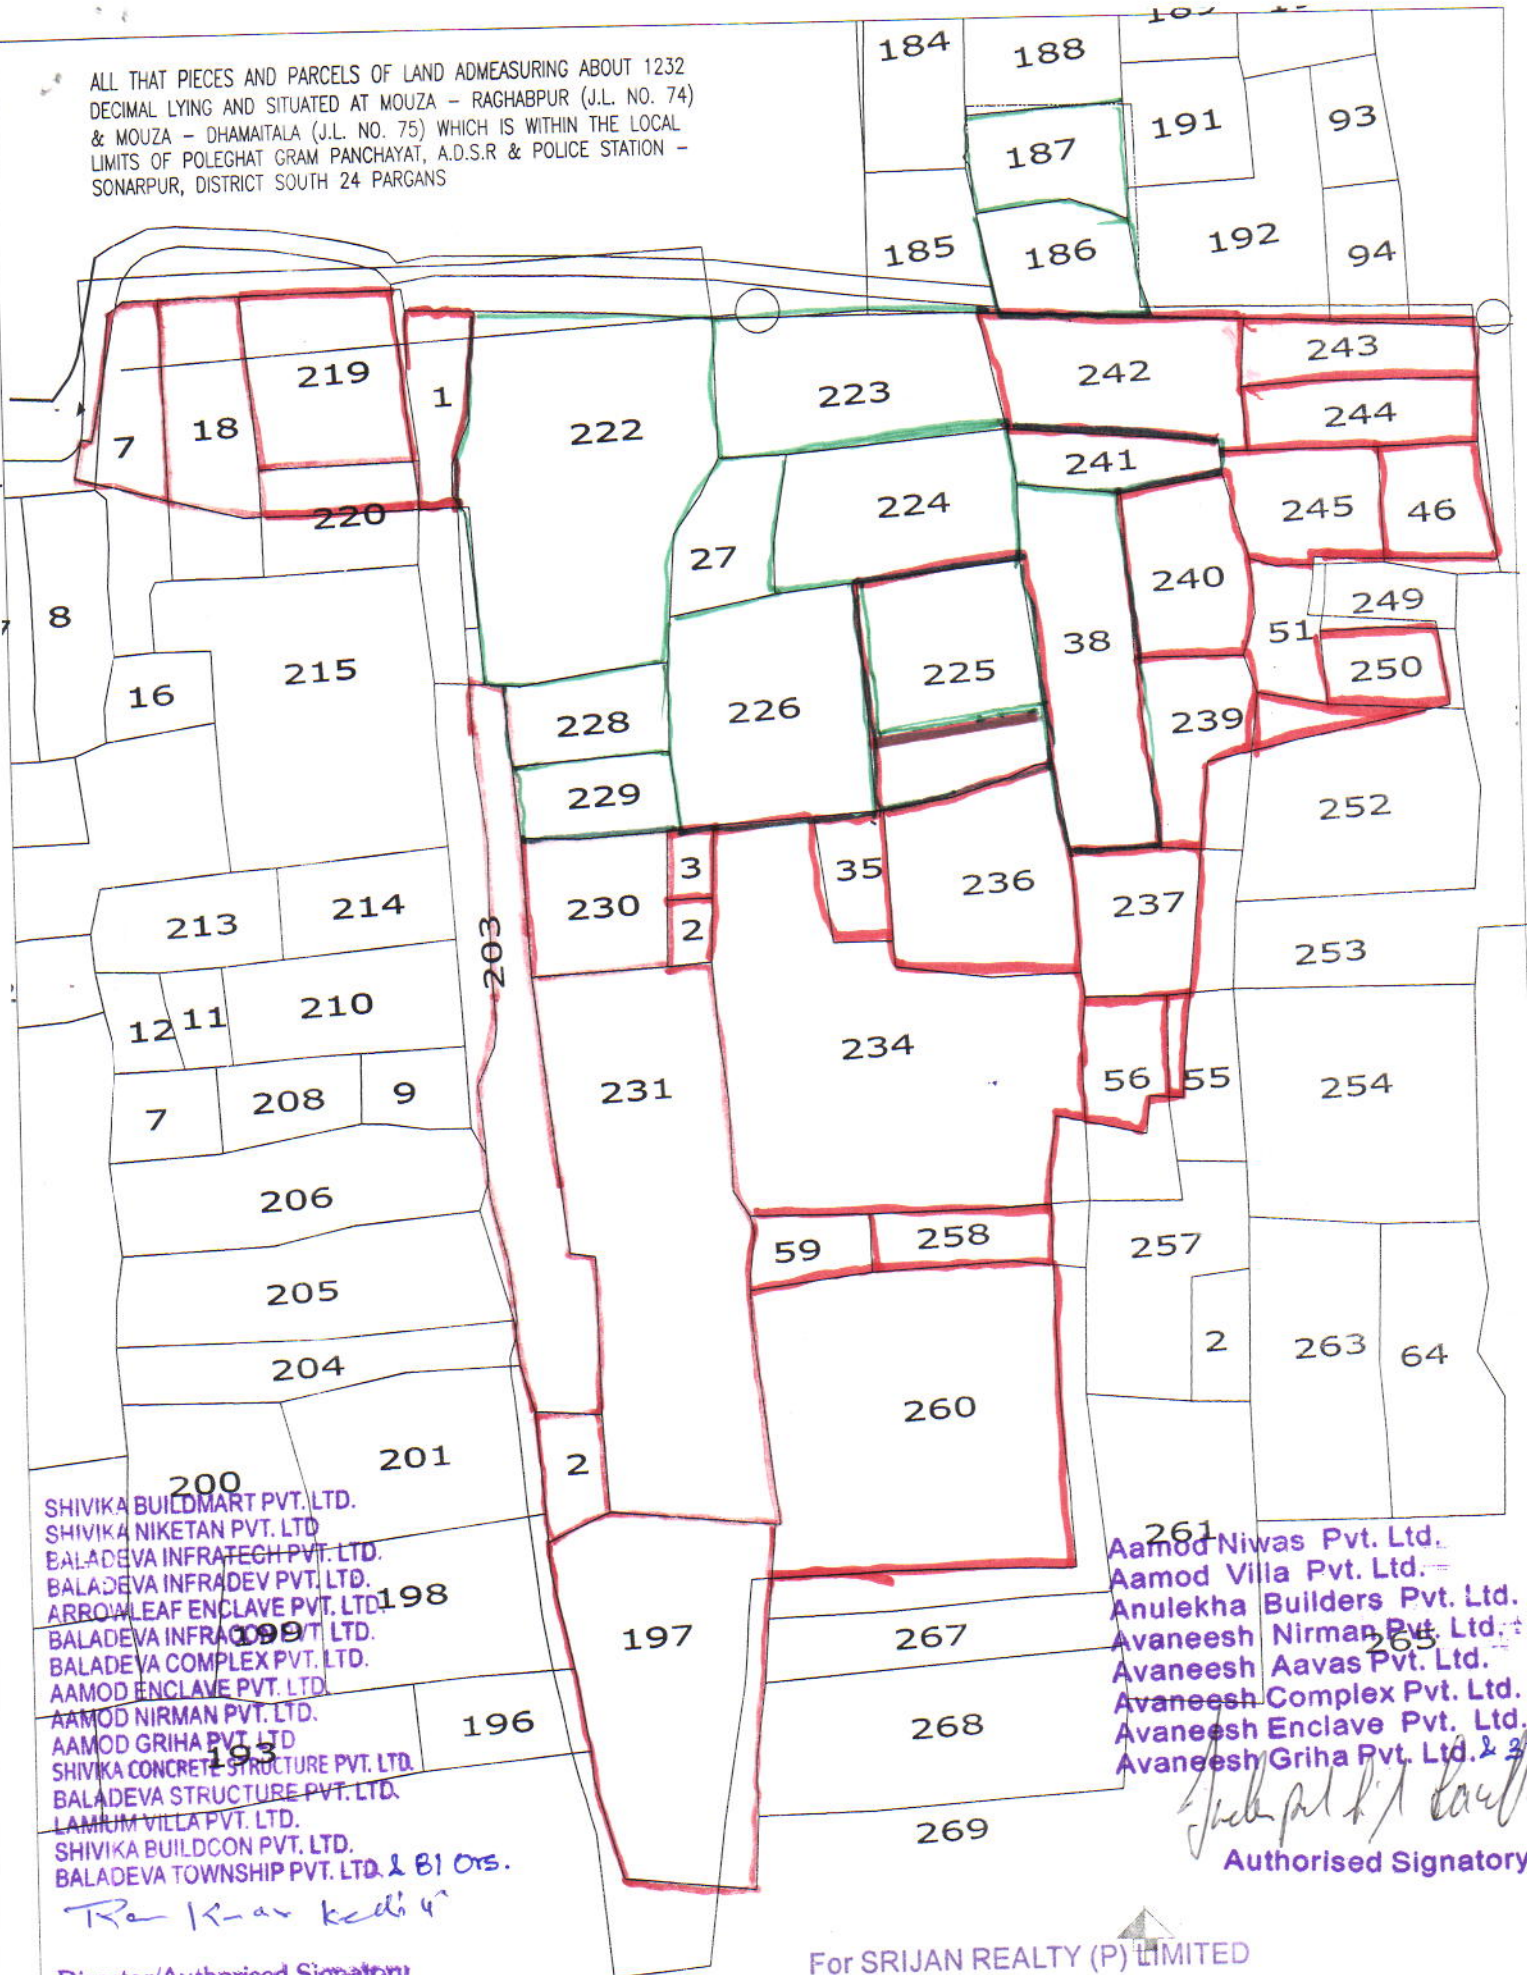 ALL THAT PIECES AND PARCELS OF LAND ADMEASURING ABOUT 1232
DECIMAL LYING AND SITUATED AT MOUZA – RAGHABPUR (J.L. NO. 74)
& MOUZA – DHAMAITALA (J.L. NO. 75) WHICH IS WITHIN THE LOCAL
LIMITS OF POLEGHAT GRAM PANCHAYAT, A.D.S.R & POLICE STATION –
SONARPUR, DISTRICT SOUTH 24 PARGANS
184
188
191
93
187
185
186
192
94
219
1
7
18
220
222
223
242
243
244
241
245
46
224
27
240
249
51
250
38
8
16
215
225
226
228
239
229
252
3
35
236
230
2
237
213
214
203
253
12
11
210
234
231
56
55
254
7
208
9
206
59
258
257
205
2
263
64
204
260
201
2
200
261
198
199
197
267
265
196
193
268
269
SHIVIKA BUILDMART PVT. LTD.
SHIVIKA NIKETAN PVT. LTD
BALADEVA INFRATECH PVT. LTD.
BALADEVA INFRADEV PVT. LTD.
ARROWLEAF ENCLAVE PVT. LTD.
BALADEVA INFRACON PVT LTD.
BALADEVA COMPLEX PVT. LTD.
AAMOD ENCLAVE PVT. LTD.
AAMOD NIRMAN PVT. LTD.
AAMOD GRIHA PVT LTD
SHIVIKA CONCRETE STRUCTURE PVT. LTD.
BALADEVA STRUCTURE PVT. LTD.
LAMIUM VILLA PVT. LTD.
SHIVIKA BUILDCON PVT. LTD.
BALADEVA TOWNSHIP PVT. LTD. & 81 Ors.
Director/Authorised Signatory
Aamod Niwas Pvt. Ltd.
Aamod Villa Pvt. Ltd.
Anulekha Builders Pvt. Ltd.
Avaneesh Nirman Pvt. Ltd.
Avaneesh Aavas Pvt. Ltd.
Avaneesh Complex Pvt. Ltd.
Avaneesh Enclave Pvt. Ltd.
Avaneesh Griha Pvt. Ltd. & 3
Authorised Signatory
For SRIJAN REALTY (P) LIMITED